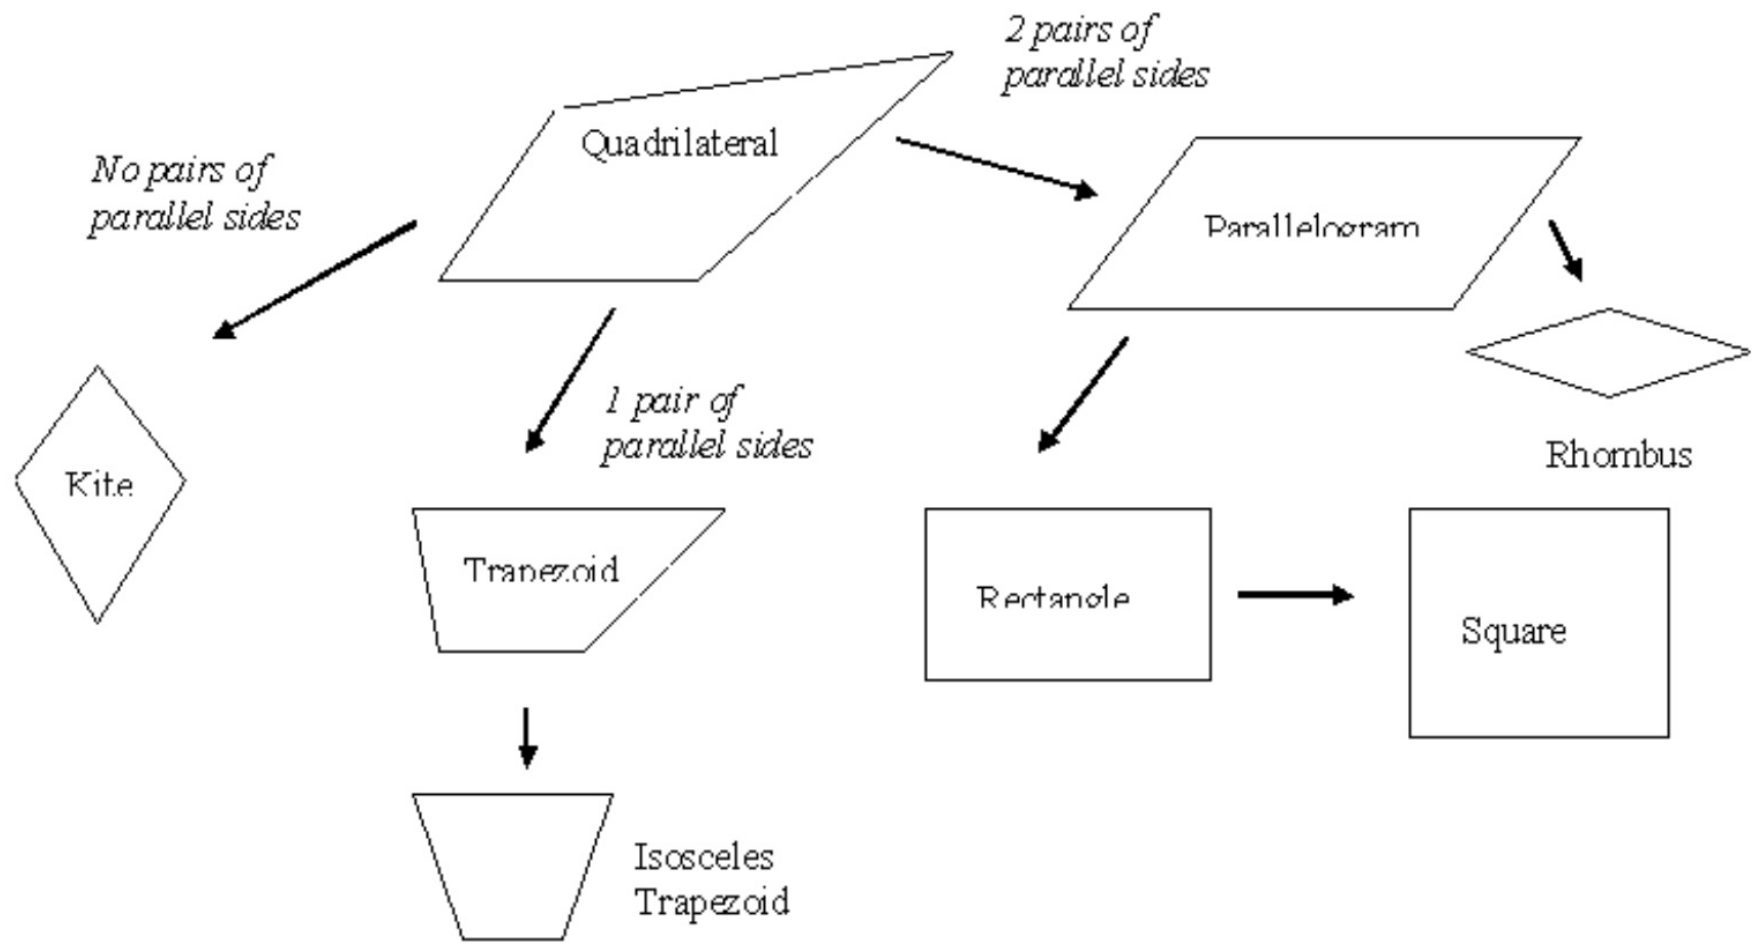 2 pairs of
parallel sides
Quadrilateral
No pairs of
parallel sides
Parallelogram
1 pair of
parallel sides
Rhombus
Kite
Trapezoid
Rectangle
Square
Isosceles
Trapezoid